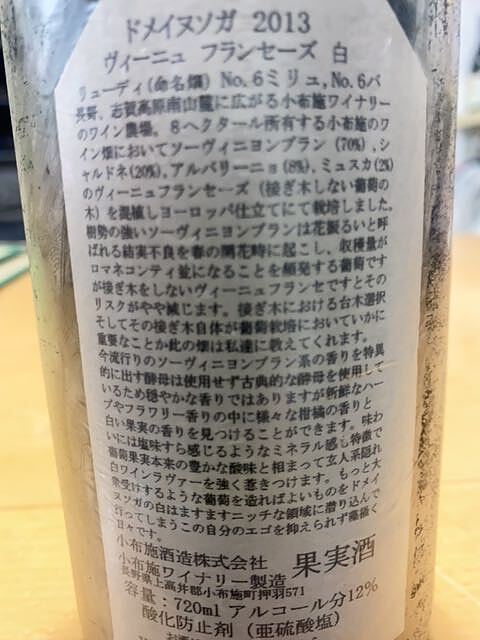 ドメイヌソガ 2013
ヴィーニュ フランセーズ 白
リューディ(命名畑) No.6ミリュ,No.6バ
長野、志賀高原南山麓に広がる小布施ワイナリー
のワイン農場。8ヘクタール所有する小布施のワ
イン畑においてソーヴィニヨンブラン (70%) ,シ
ャルドネ(20%),アルバリーニョ(8%),ミュスカ(2%)
のヴィーニュフランセーズ (接ぎ木しない葡萄の
木) を混植しヨーロッパ仕立てにて栽培しました。
樹勢の強いソーヴィニヨンブランは花振るいと呼
ばれる結実不良を春の開花時に起こし、収穫量が
ロマネコンティ並になることを頻発する葡萄です
が接ぎ木をしないヴィーニュフランセですとその
リスクがやや減じます。接ぎ木における台木選択
そしてその接ぎ木自体が葡萄栽培においていかに
重要なことか此の畑は私達に教えてくれます。
今流行りのソーヴィニヨンブラン系の香りを特異
的に出す酵母は使用せず古典的な酵母を使用して
いるため穏やかな香りではありますが新鮮なハー
ブやフラワリー香りの中に様々な柑橘の香りと
白い果実の香りを見つけることができます。味わ
いには塩味すら感じるようなミネラル感も特徴で
葡萄果実本来の豊かな酸味と相まって玄人系隠れ
白ワインラヴァーを強く惹きつけます。もっと大
衆受けするような葡萄を造ればよいものをドメイ
ヌソガの白はますますニッチな領域に潜り込んで
行ってしまうこの自分のエゴを抑えられず藻掻く
日々です。
小布施酒造株式会社 果実酒
小布施ワイナリー製造
長野県上高井郡小布施町押羽571
容量：720ml アルコール分12%
酸化防止剤 (亜硫酸塩)